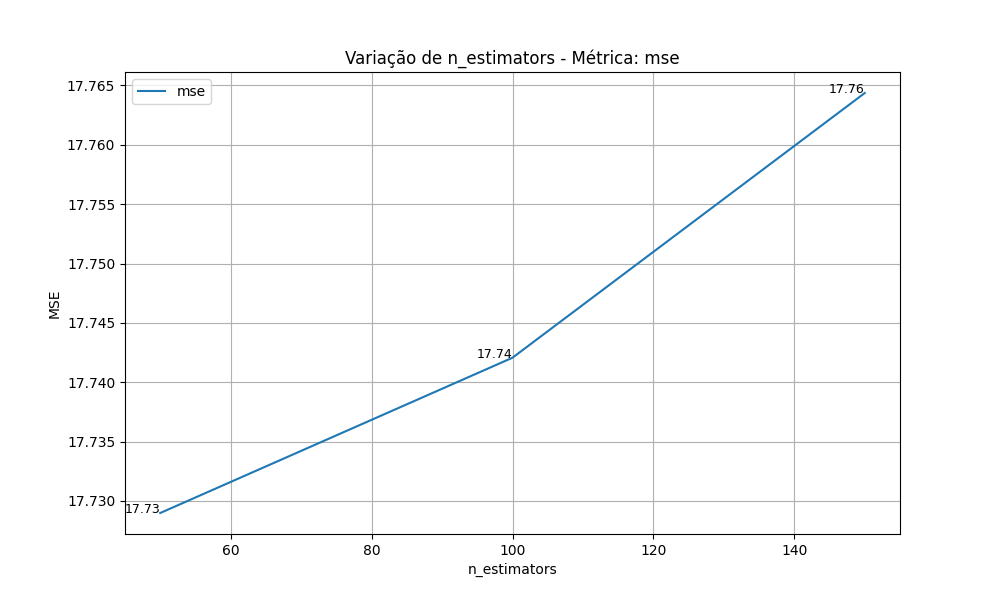 Variação de n_estimators - Métrica: mse
mse
MSE
17.765
17.760
17.755
17.750
17.745
17.740
17.735
17.730
17.76
17.74
17.73
60 80 100 120 140
n_estimators